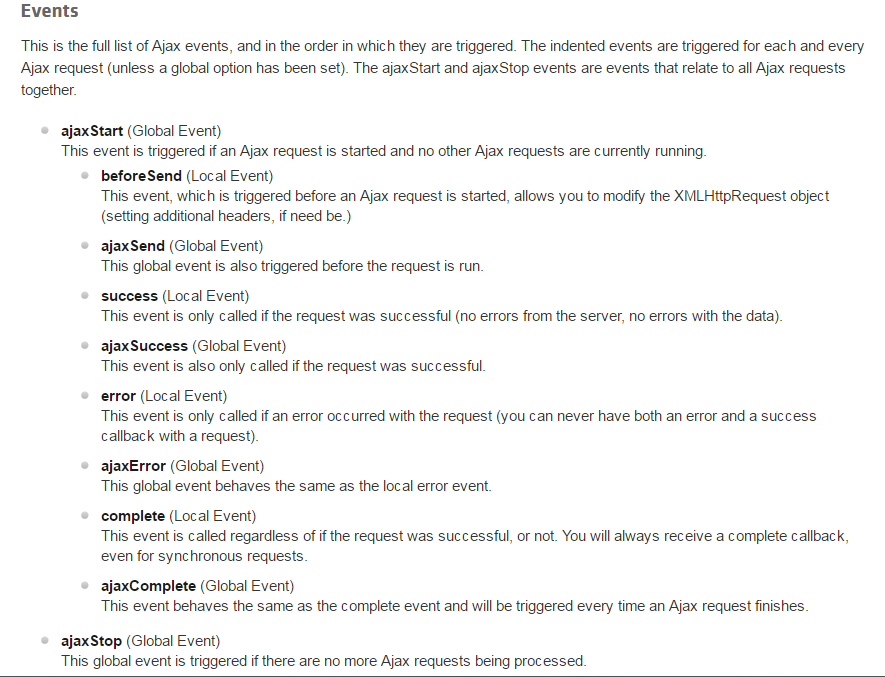 Events
This is the full list of Ajax events, and in the order in which they are triggered. The indented events are triggered for each and every
Ajax request (unless a global option has been set). The ajaxStart and ajaxStop events are events that relate to all Ajax requests
together.
ajaxStart (Global Event)
This event is triggered if an Ajax request is started and no other Ajax requests are currently running.
beforeSend (Local Event)
This event, which is triggered before an Ajax request is started, allows you to modify the XMLHttpRequest object
(setting additional headers, if need be.)
ajaxSend (Global Event)
This global event is also triggered before the request is run.
success (Local Event)
This event is only called if the request was successful (no errors from the server, no errors with the data).
ajaxSuccess (Global Event)
This event is also only called if the request was successful.
error (Local Event)
This event is only called if an error occurred with the request (you can never have both an error and a success
callback with a request).
ajaxError (Global Event)
This global event behaves the same as the local error event.
complete (Local Event)
This event is called regardless of if the request was successful, or not. You will always receive a complete callback,
even for synchronous requests.
ajaxComplete (Global Event)
This event behaves the same as the complete event and will be triggered every time an Ajax request finishes.
ajaxStop (Global Event)
This global event is triggered if there are no more Ajax requests being processed.